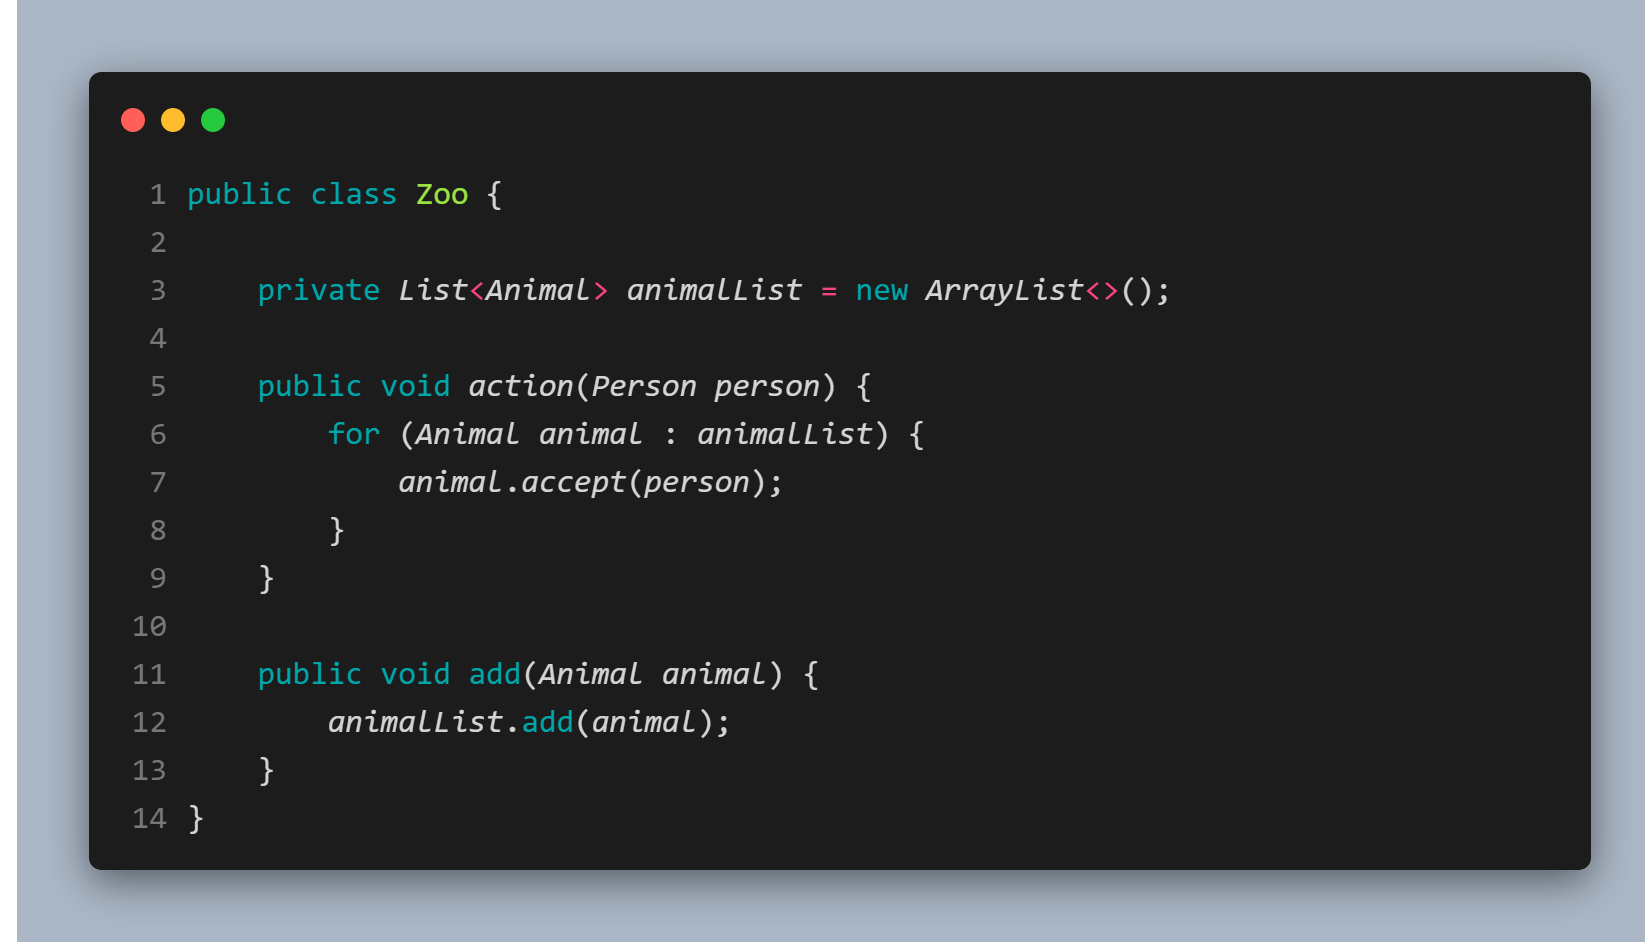 1 public class Zoo {
2
3     private List<Animal> animalList = new ArrayList<>();
4
5     public void action(Person person) {
6         for (Animal animal : animalList) {
7             animal.accept(person);
8         }
9     }
10
11     public void add(Animal animal) {
12         animalList.add(animal);
13     }
14 }